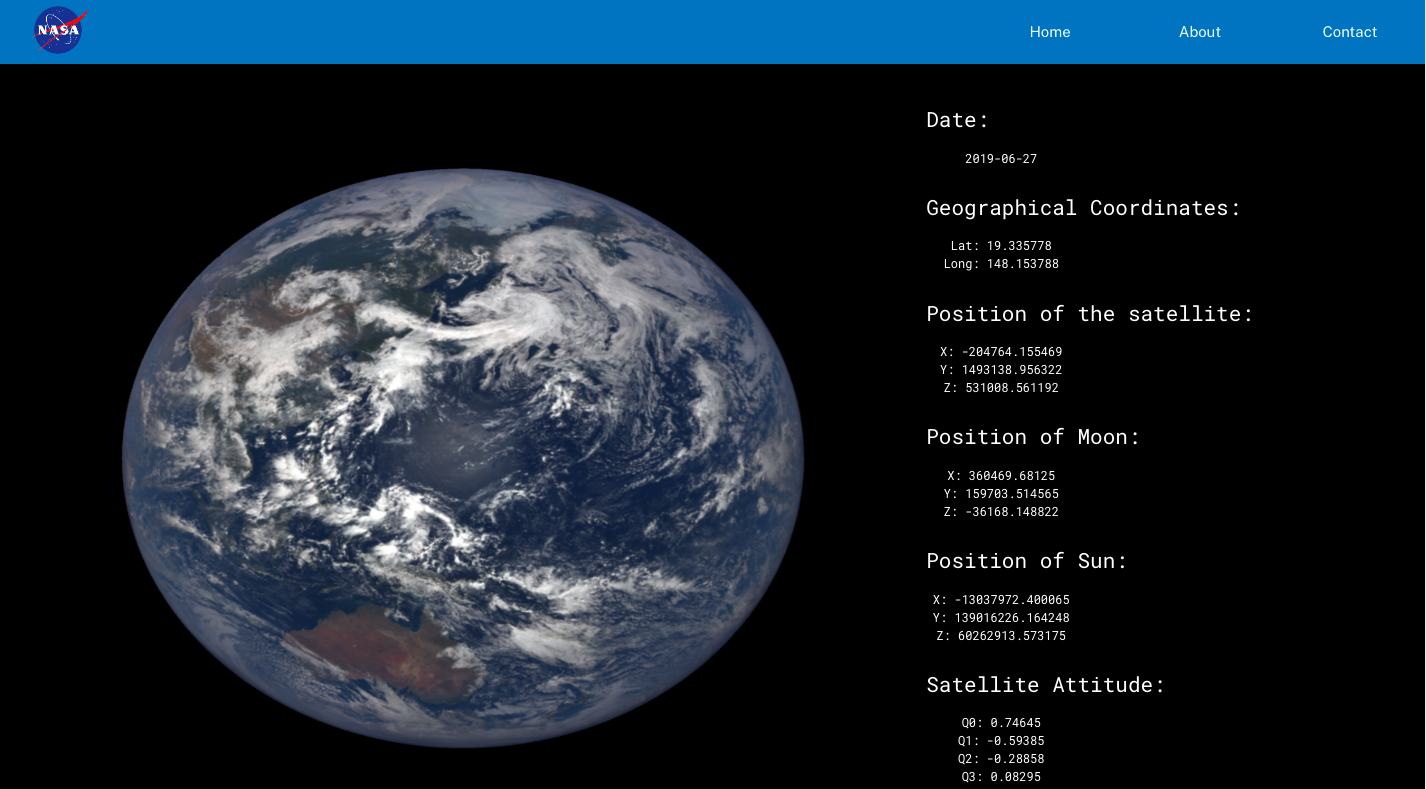 NASA
Home About Contact
Date:
2019-06-27
Geographical Coordinates:
Lat: 19.335778
Long: 148.153788
Position of the satellite:
X: -204764.155469
Y: 1493138.956322
Z: 531008.561192
Position of Moon:
X: 360469.68125
Y: 159703.514565
Z: -36168.148822
Position of Sun:
X: -13037972.400065
Y: 139016226.164248
Z: 60262913.573175
Satellite Attitude:
Q0: 0.74645
Q1: -0.59385
Q2: -0.28858
Q3: 0.08295